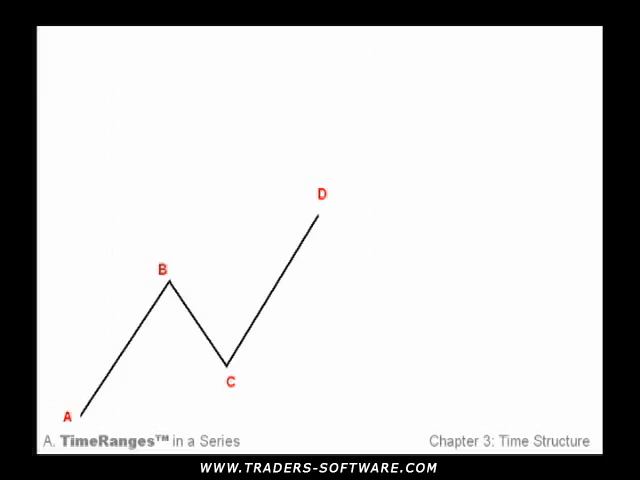 D
B
C
A
A. TimeRanges™ in a Series
Chapter 3: Time Structure
WWW.TRADERS-SOFTWARE.COM